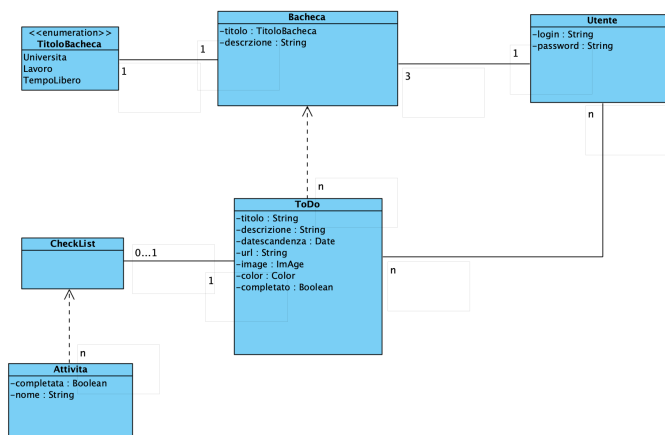 <<enumeration>>
TitoloBacheca
Universita
Lavoro
TempoLibero
1
1
Bacheca
-titolo : TitoloBacheca
-descrzione : String
3
1
Utente
-login : String
-password : String
n
n
ToDo
-titolo : String
-descrizione : String
-datescandenza : Date
-url : String
-image : ImAge
-color : Color
-completato : Boolean
n
CheckList
0...1
1
n
Attivita
-completata : Boolean
-nome : String